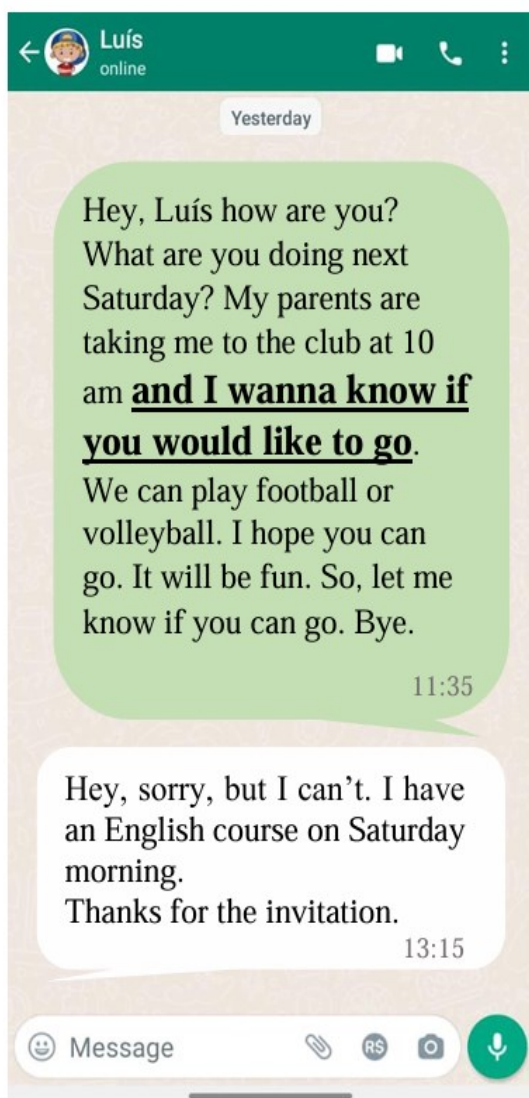 Luís
online
Yesterday
Hey, Luís how are you?
What are you doing next
Saturday? My parents are
taking me to the club at 10
am and I wanna know if
you would like to go.
We can play football or
volleyball. I hope you can
go. It will be fun. So, let me
know if you can go. Bye.
11:35
Hey, sorry, but I can’t. I have
an English course on Saturday
morning.
Thanks for the invitation.
13:15
Message
R$